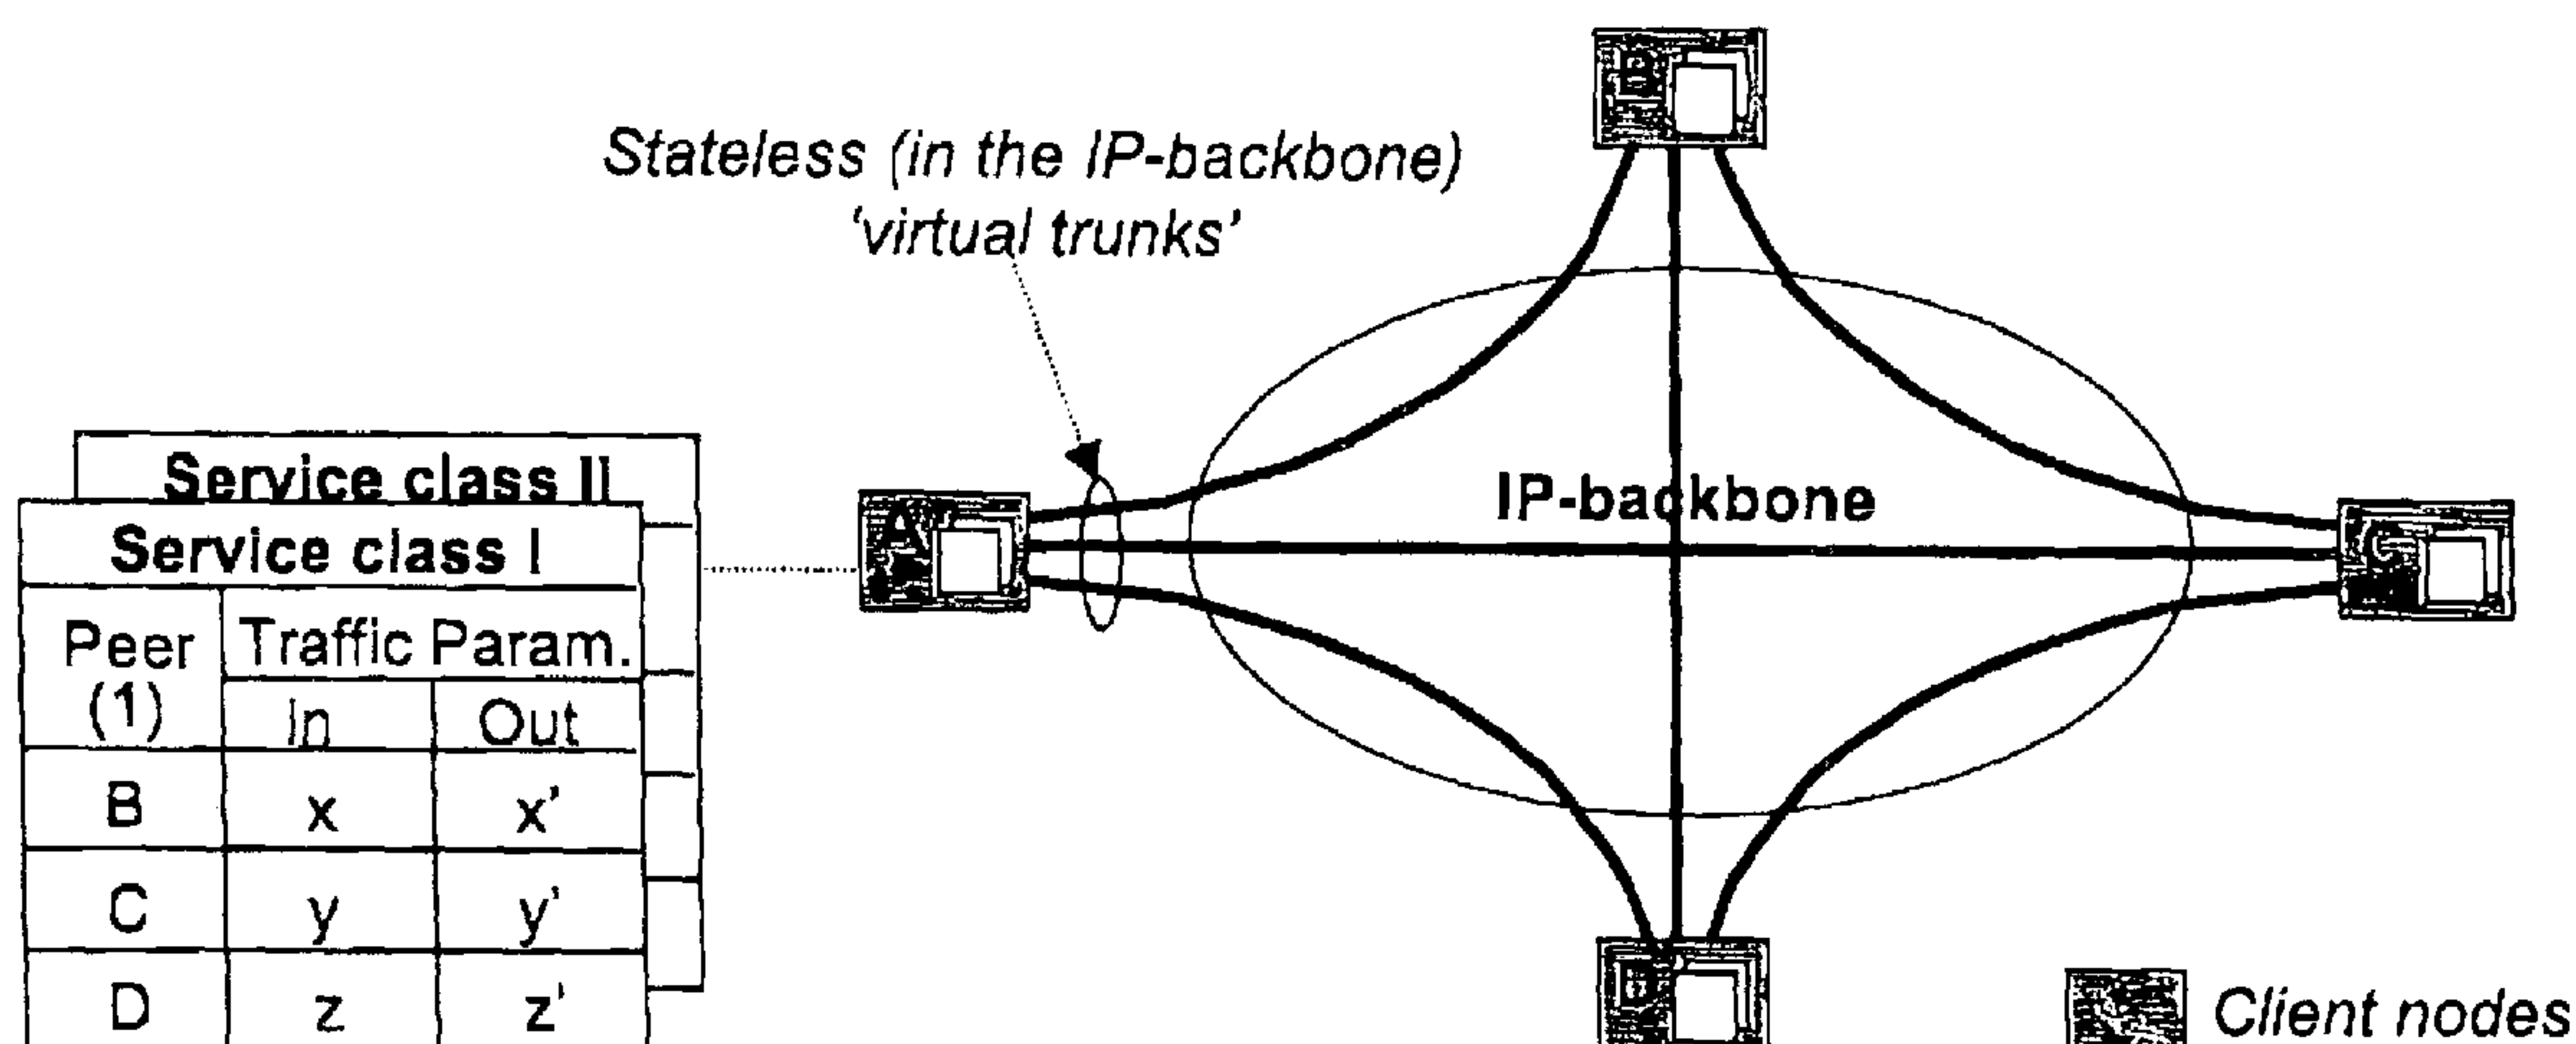 B
Stateless (in the IP-backbone)
'virtual trunks'
Service class II
Service class I
IP-backbone
A
C
Peer
(1)
Traffic Param.
In
Out
B
x
x'
C
y
y'
D
z
z'
D
Client nodes